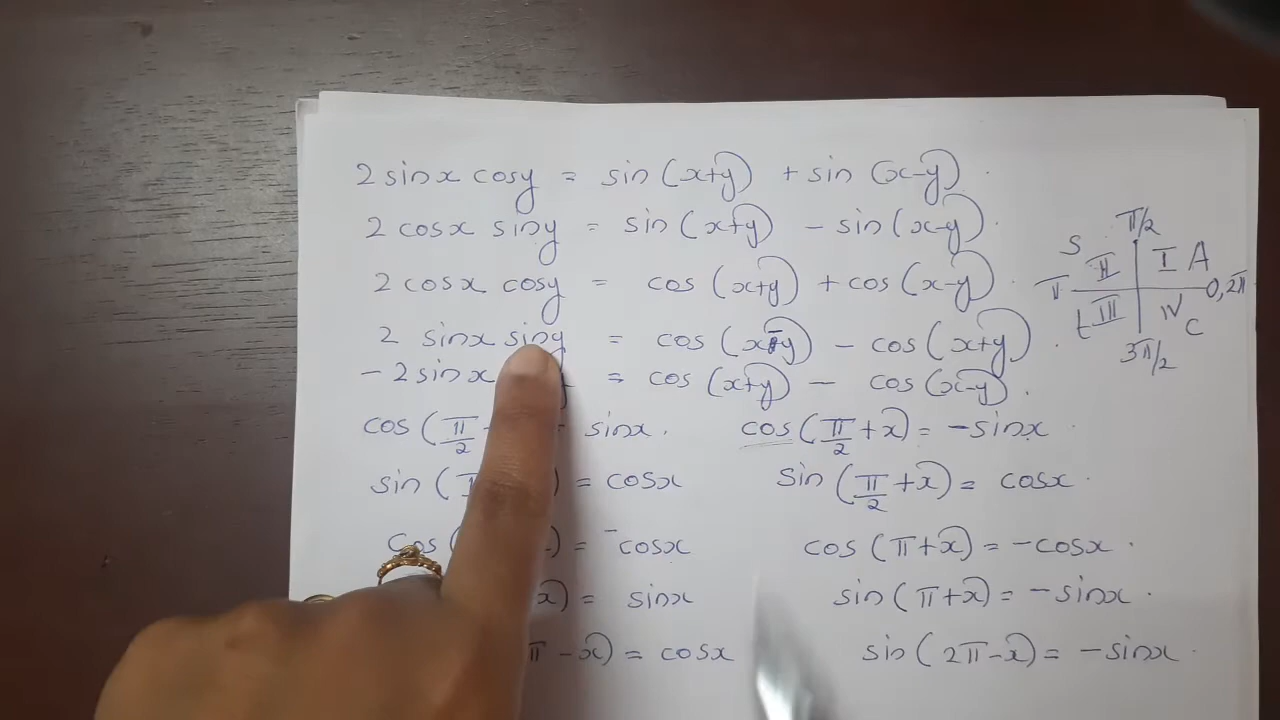 2 sinx cosy = sin (x+y) + sin (x-y).
2 cosx siny = sin (x+y) - sin (x-y).
2 cosx cosy = cos (x+y) + cos (x-y).
2 sinx siny = cos (x-y) - cos (x+y).
- 2 sinx = cos (x+y) - cos (x-y).
cos (π/2 = sinx. cos (π/2 + x) = - sinx.
sin ( ) = cosx sin (π/2 + x) = cosx.
cos ( ) = - cosx cos (π + x) = - cosx.
x) = sinx sin (π + x) = - sinx.
π - x) = cosx sin (2π - x) = - sinx.
π/2
S II I A
π 0, 2π
t III IV C
3π/2